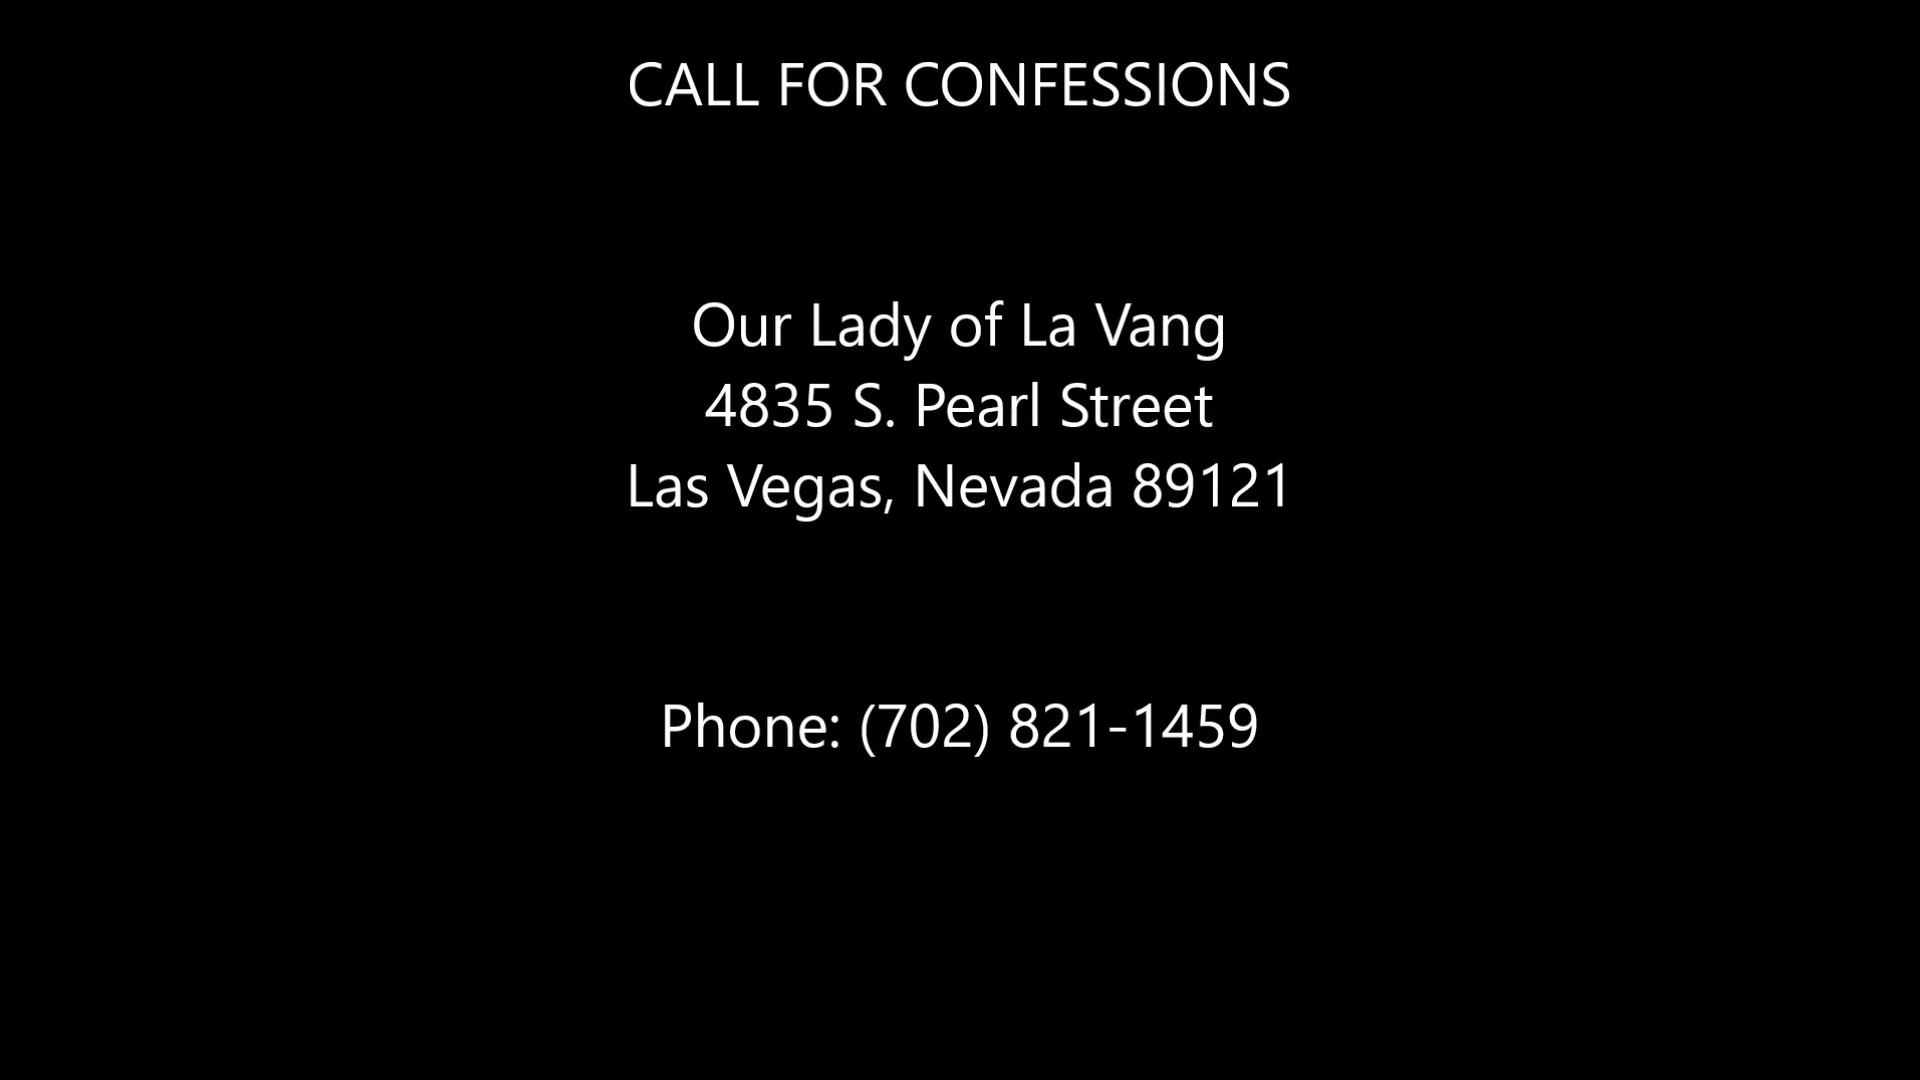 CALL FOR CONFESSIONS
Our Lady of La Vang
4835 S. Pearl Street
Las Vegas, Nevada 89121
Phone: (702) 821-1459